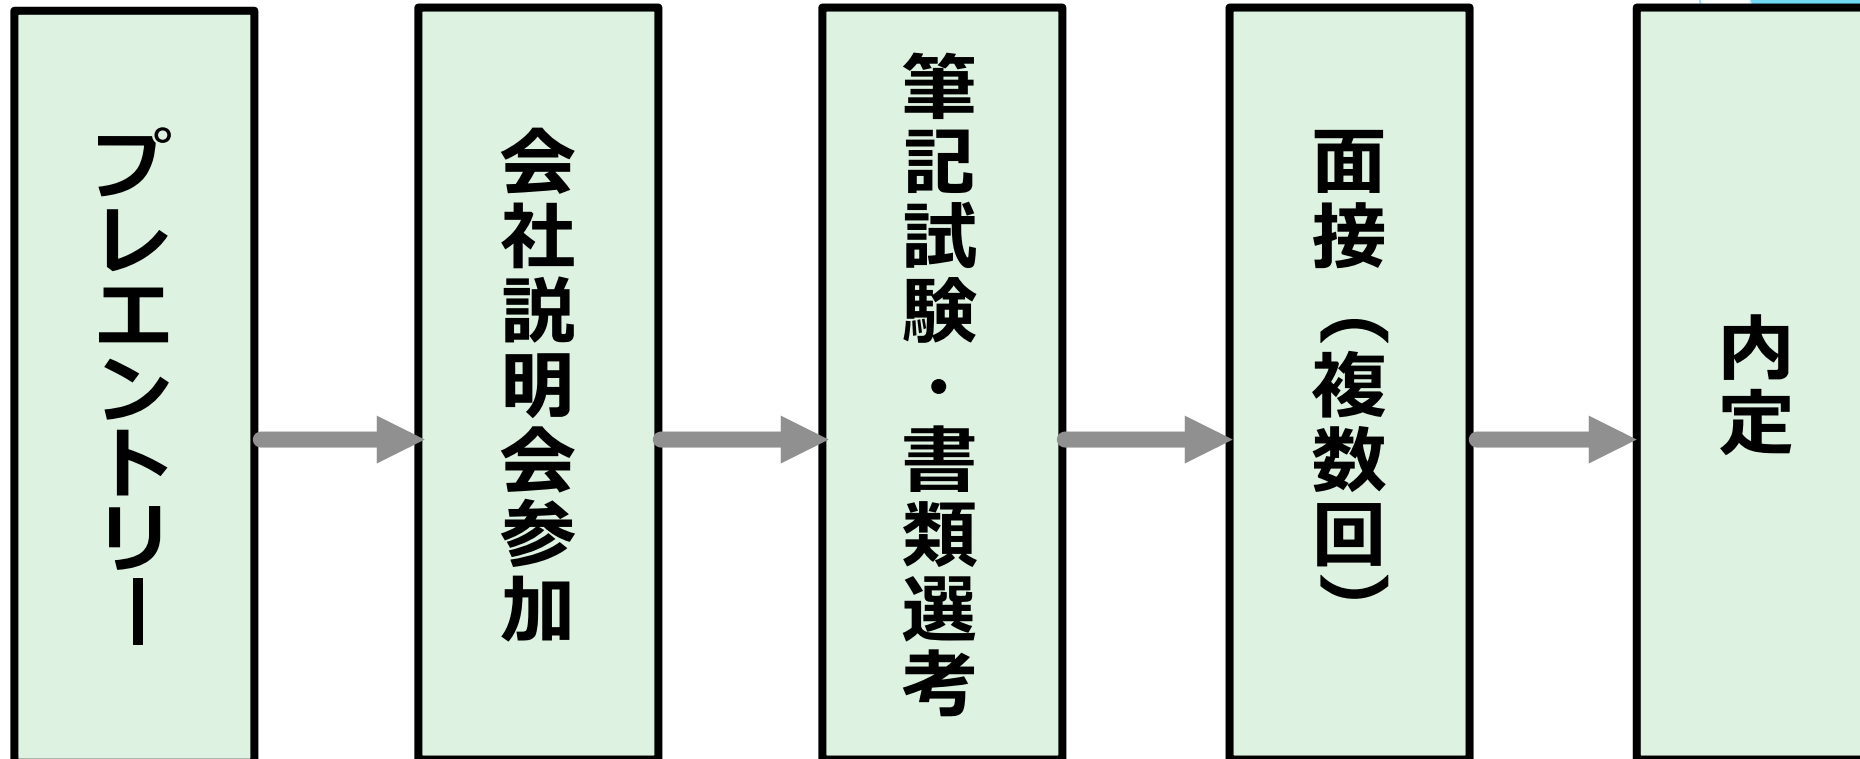 プレエントリー
会社説明会参加
筆記試験・書類選考
面接（複数回）
内定